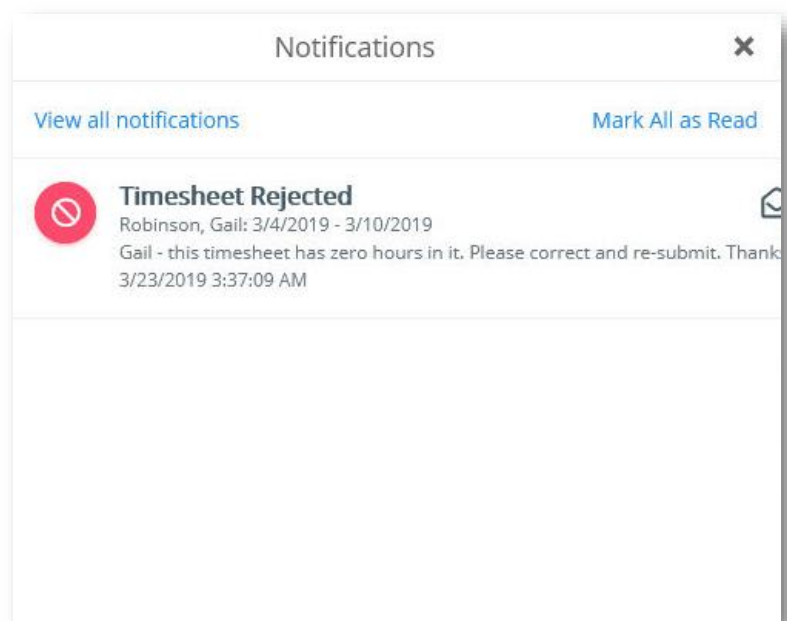 Notifications
View all notifications Mark All as Read
Timesheet Rejected
Robinson, Gail: 3/4/2019 - 3/10/2019
Gail - this timesheet has zero hours in it. Please correct and re-submit.
3/23/2019 3:37:09 AM